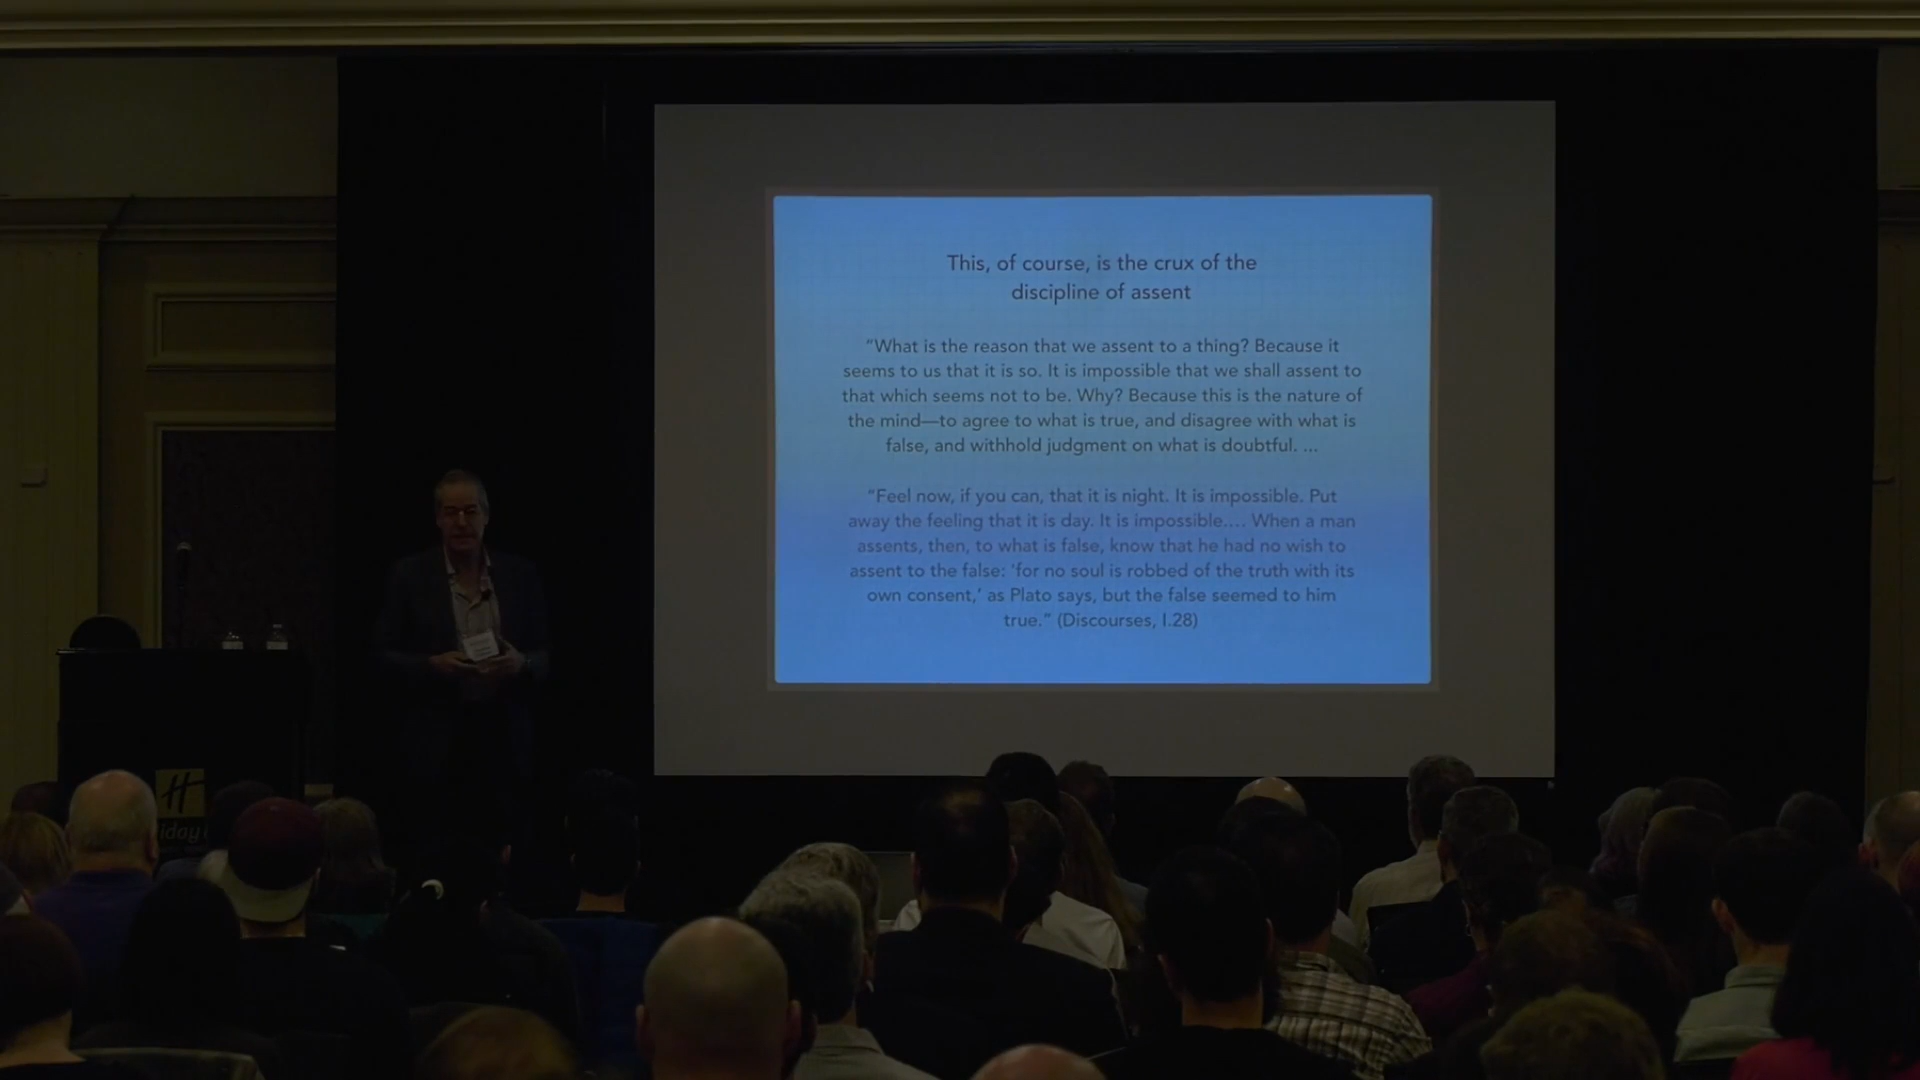 This, of course, is the crux of the
discipline of assent
“What is the reason that we assent to a thing? Because it
seems to us that it is so. It is impossible that we shall assent to
that which seems not to be. Why? Because this is the nature of
the mind—to agree to what is true, and disagree with what is
false, and withhold judgment on what is doubtful. ...
“Feel now, if you can, that it is night. It is impossible. Put
away the feeling that it is day. It is impossible.... When a man
assents, then, to what is false, know that he had no wish to
assent to the false: ‘for no soul is robbed of the truth with its
own consent,’ as Plato says, but the false seemed to him
true.” (Discourses, I.28)
H
iday